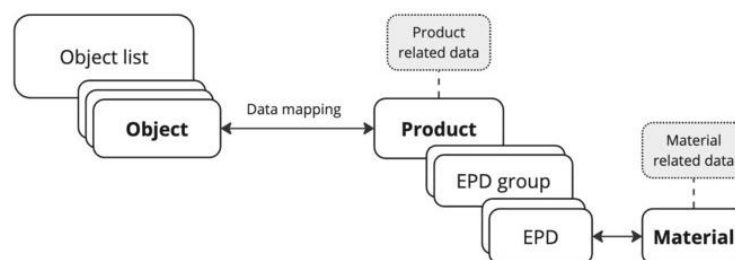 Object list
Object
Data mapping
Product
related data
Product
EPD group
EPD
Material
related data
Material